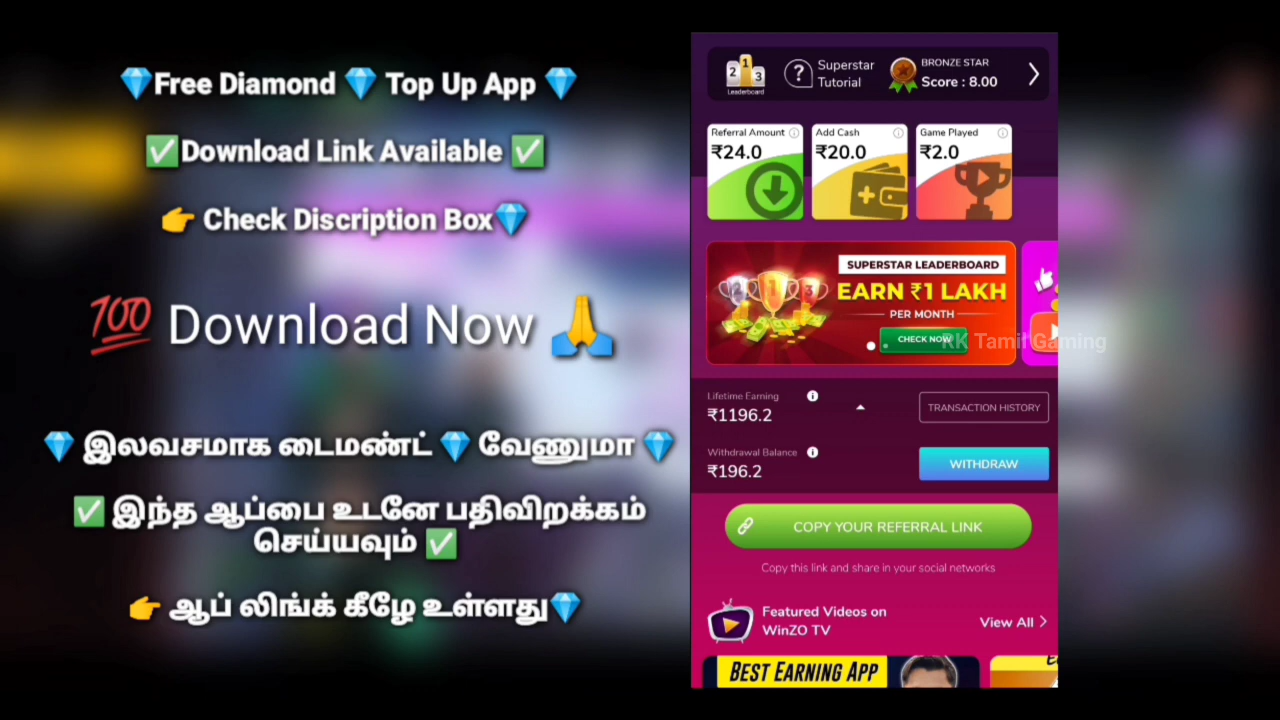 💎Free Diamond 💎 Top Up App 💎
✅Download Link Available ✅
👉 Check Discription Box💎
💯 Download Now 🙏
💎 இலவசமாக டைமண்ட் 💎 வேணுமா 💎
✅ இந்த ஆப்பை உடனே பதிவிறக்கம்
செய்யவும் ✅
👉 ஆப் லிங்க் கீழே உள்ளது💎
2 1 3
Leaderboard
? Superstar
Tutorial
BRONZE STAR
Score : 8.00
Referral Amount
₹24.0
Add Cash
₹20.0
Game Played
₹2.0
SUPERSTAR LEADERBOARD
EARN ₹1 LAKH
PER MONTH
CHECK NOW
RK Tamil Gaming
Lifetime Earning
₹1196.2
TRANSACTION HISTORY
Withdrawal Balance
₹196.2
WITHDRAW
COPY YOUR REFERRAL LINK
Copy this link and share in your social networks
Featured Videos on
WinZO TV
View All
BEST EARNING APP